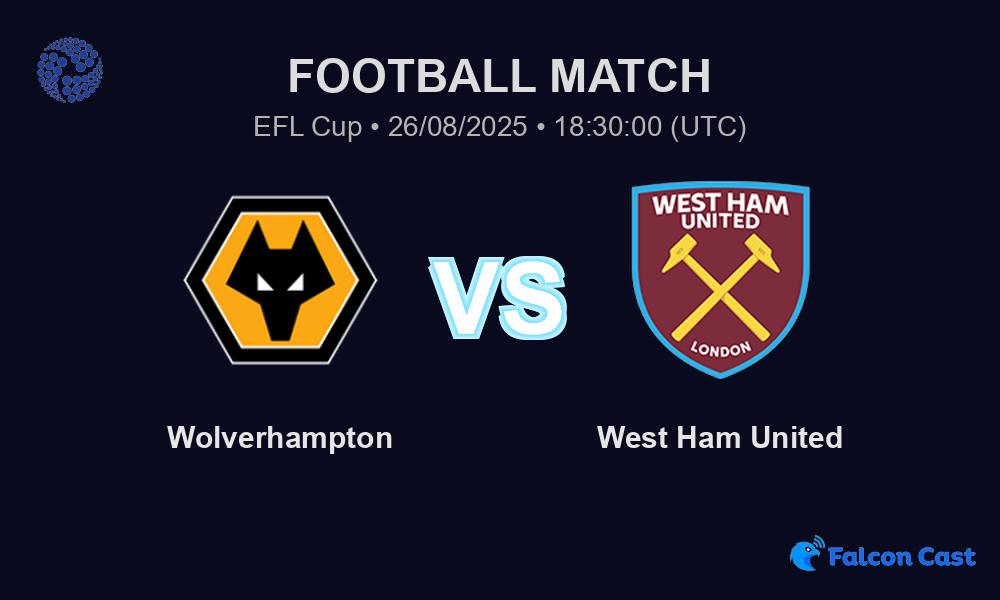 FOOTBALL MATCH
EFL Cup • 26/08/2025 • 18:30:00 (UTC)
WEST HAM
UNITED
VS
LONDON
Wolverhampton
West Ham United
Falcon Cast